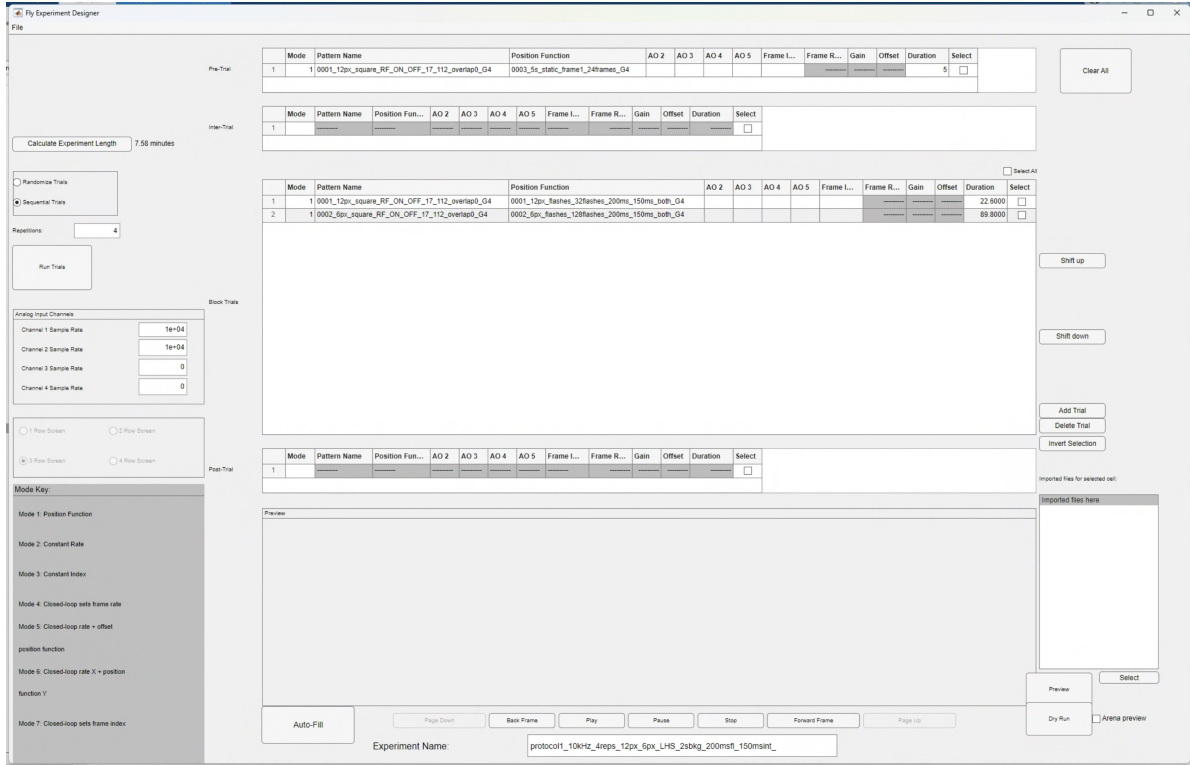 Fly Experiment Designer
File
Pre-Trial
Mode Pattern Name Position Function AO 2 AO 3 AO 4 AO 5 Frame I... Frame R... Gain Offset Duration Select
1 1 0001_12px_square_RF_ON_OFF_17_112_overlap0_G4 0003_5s_static_frame1_24frames_G4 --------- --------- --------- 5
Clear All
Inter-Trial
Mode Pattern Name Position Fun... AO 2 AO 3 AO 4 AO 5 Frame I... Frame R... Gain Offset Duration Select
1 --------- --------- --------- --------- --------- --------- --------- --------- --------- --------- ---------
Calculate Experiment Length 7.58 minutes
Randomize Trials
Sequential Trials
Repetitions: 4
Run Trials
Select All
Block Trials
Mode Pattern Name Position Function AO 2 AO 3 AO 4 AO 5 Frame I... Frame R... Gain Offset Duration Select
1 1 0001_12px_square_RF_ON_OFF_17_112_overlap0_G4 0001_12px_flashes_32flashes_200ms_150ms_both_G4 --------- --------- --------- 22.6000
2 1 0002_6px_square_RF_ON_OFF_17_112_overlap0_G4 0002_6px_flashes_128flashes_200ms_150ms_both_G4 --------- --------- --------- 89.8000
Shift up
Shift down
Add Trial
Delete Trial
Invert Selection
Analog Input Channels
Channel 1 Sample Rate 1e+04
Channel 2 Sample Rate 1e+04
Channel 3 Sample Rate 0
Channel 4 Sample Rate 0
1 Row Screen 2 Row Screen
3 Row Screen 4 Row Screen
Post-Trial
Mode Pattern Name Position Fun... AO 2 AO 3 AO 4 AO 5 Frame I... Frame R... Gain Offset Duration Select
1 --------- --------- --------- --------- --------- --------- --------- --------- --------- --------- ---------
Imported files for selected cell:
Imported files here
Select
Mode Key:
Mode 1: Position Function
Mode 2: Constant Rate
Mode 3: Constant Index
Mode 4: Closed-loop sets frame rate
Mode 5: Closed-loop rate + offset
position function
Mode 6: Closed-loop rate X + position
function Y
Mode 7: Closed-loop sets frame index
Preview
Preview
Dry Run
Arena preview
Auto-Fill
Page Down Back Frame Play Pause Stop Forward Frame Page Up
Experiment Name: protocol1_10kHz_4reps_12px_6px_LHS_2sbkg_200msfl_150msint_